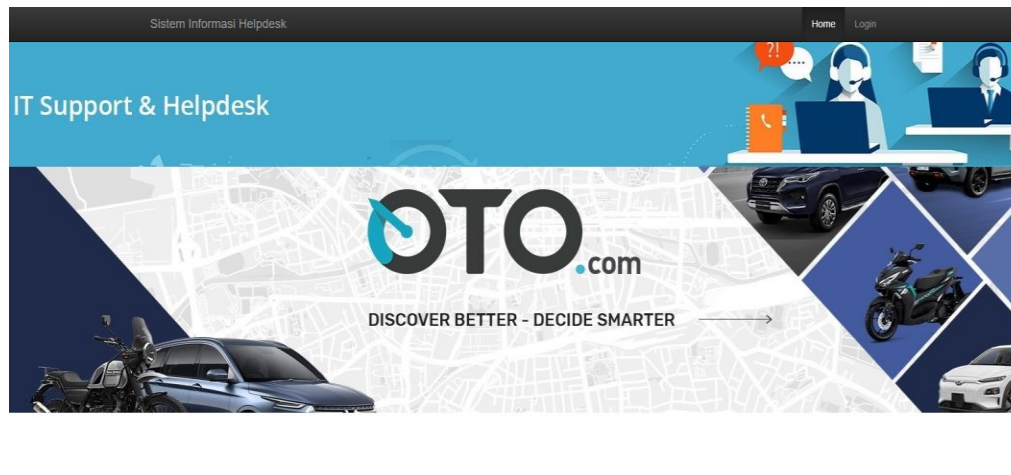 Sistem Informasi Helpdesk
Home Login
?!
IT Support & Helpdesk
OTO.com
DISCOVER BETTER - DECIDE SMARTER